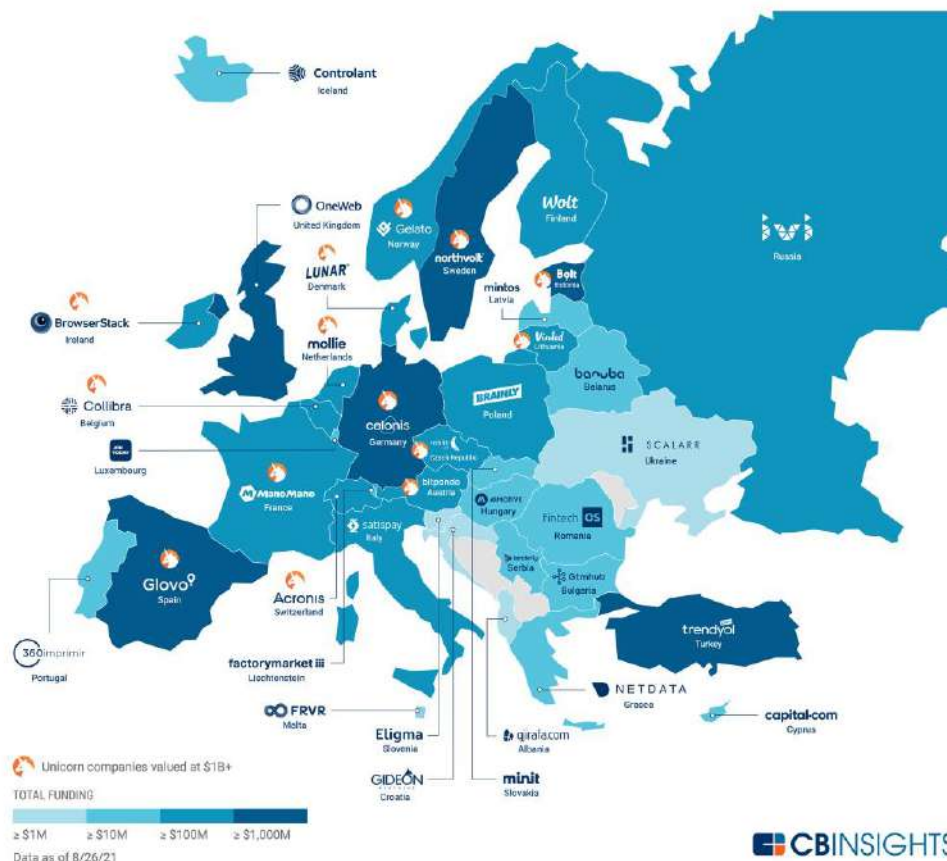 Controlant
Iceland
OneWeb
United Kingdom
Gelato
Norway
Wolt
Finland
ivi
Russia
LUNAR
Denmark
northvolt
Sweden
Bolt
Estonia
mintos
Latvia
BrowserStack
Ireland
mollie
Netherlands
Vinted
Lithuania
banuba
Belarus
Collibra
Belgium
celonis
Germany
BRAINLY
Poland
SCALARR
Ukraine
Luxembourg
Czech Republic
bitpanda
Austria
ManoMano
France
Hungary
fintech OS
Romania
satispay
Italy
Serbia
Gtmhub
Bulgaria
Glovo
Spain
Acronis
Switzerland
trendyol
Turkey
360imprimir
Portugal
factorymarket
Liechtenstein
NETDATA
Greece
FRVR
Malta
Eligma
Slovenia
qirala.com
Albania
capital.com
Cyprus
GIDEON
Croatia
minit
Slovakia
Unicorn companies valued at $1B+
TOTAL FUNDING
≥ $1M ≥ $10M ≥ $100M ≥ $1,000M
Data as of 8/26/21
CBINSIGHTS